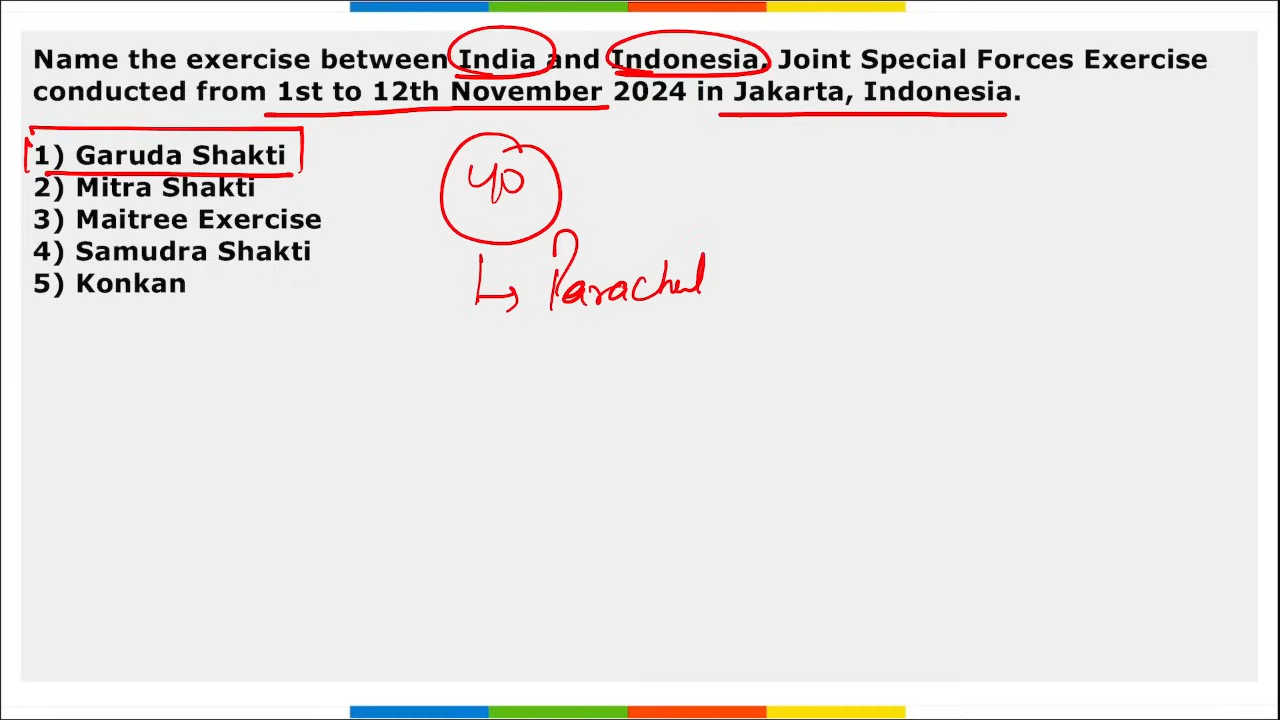 Name the exercise between India and Indonesia, Joint Special Forces Exercise
conducted from 1st to 12th November 2024 in Jakarta, Indonesia.
1) Garuda Shakti
2) Mitra Shakti
3) Maitree Exercise
4) Samudra Shakti
5) Konkan
40